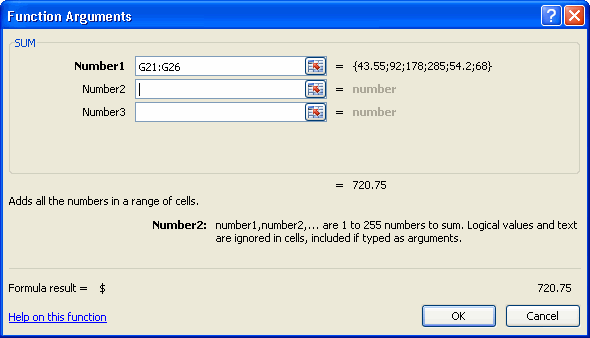 Function Arguments
SUM
Number1 G21:G26 = {43.55;92;178;285;54.2;68}
Number2 = number
Number3 = number
= 720.75
Adds all the numbers in a range of cells.
Number2: number1,number2,... are 1 to 255 numbers to sum. Logical values and text
are ignored in cells, included if typed as arguments.
Formula result = $ 720.75
Help on this function OK Cancel